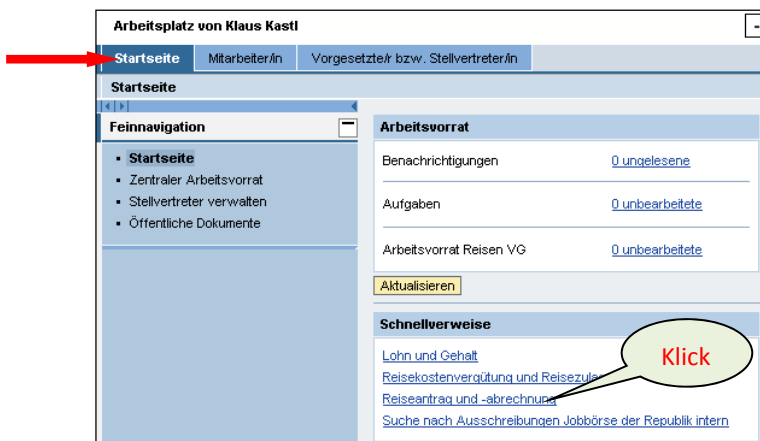 Arbeitsplatz von Klaus Kastl
Startseite Mitarbeiter/in Vorgesetzte/r bzw. Stellvertreter/in
Startseite
Feinnavigation
Startseite
Zentraler Arbeitsvorrat
Stellvertreter verwalten
Öffentliche Dokumente
Arbeitsvorrat
Benachrichtigungen 0 ungelesene
Aufgaben 0 unbearbeitete
Arbeitsvorrat Reisen VG 0 unbearbeitete
Aktualisieren
Schnellverweise
Lohn und Gehalt
Reisekostenvergütung und
Reiseantrag und -abrechnung
Suche nach Ausschreibungen Jobbörse der Republik intern
Klick